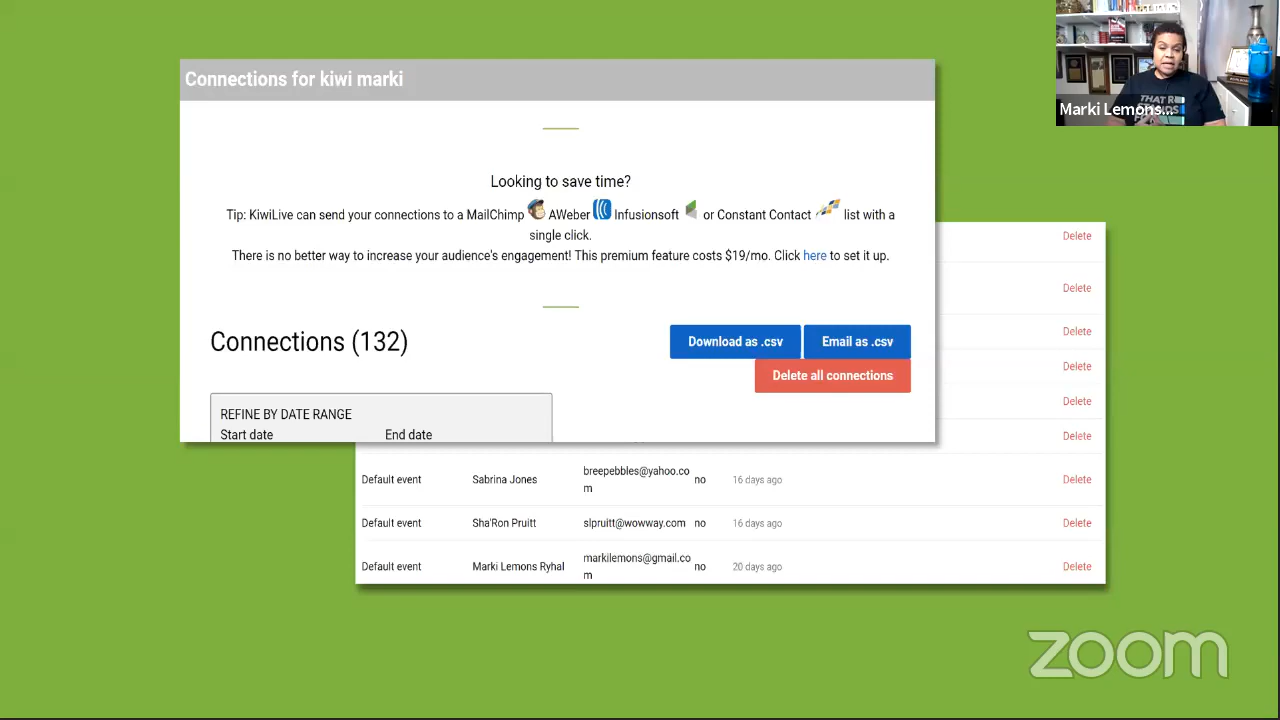 Connections for kiwi marki
Marki Lemons...
Looking to save time?
Tip: KiwiLive can send your connections to a MailChimp AWeber Infusionsoft or Constant Contact list with a
single click.
There is no better way to increase your audience's engagement! This premium feature costs $19/mo. Click here to set it up.
Connections (132)
Download as .csv
Email as .csv
Delete all connections
REFINE BY DATE RANGE
Start date End date
Delete
Delete
Delete
Delete
Delete
Delete
Default event Sabrina Jones breepebbles@yahoo.co
m no 16 days ago Delete
Default event Sha'Ron Pruitt slpruitt@wowway.com no 16 days ago Delete
Default event Marki Lemons Ryhal markilemons@gmail.co
m no 20 days ago Delete
zoom